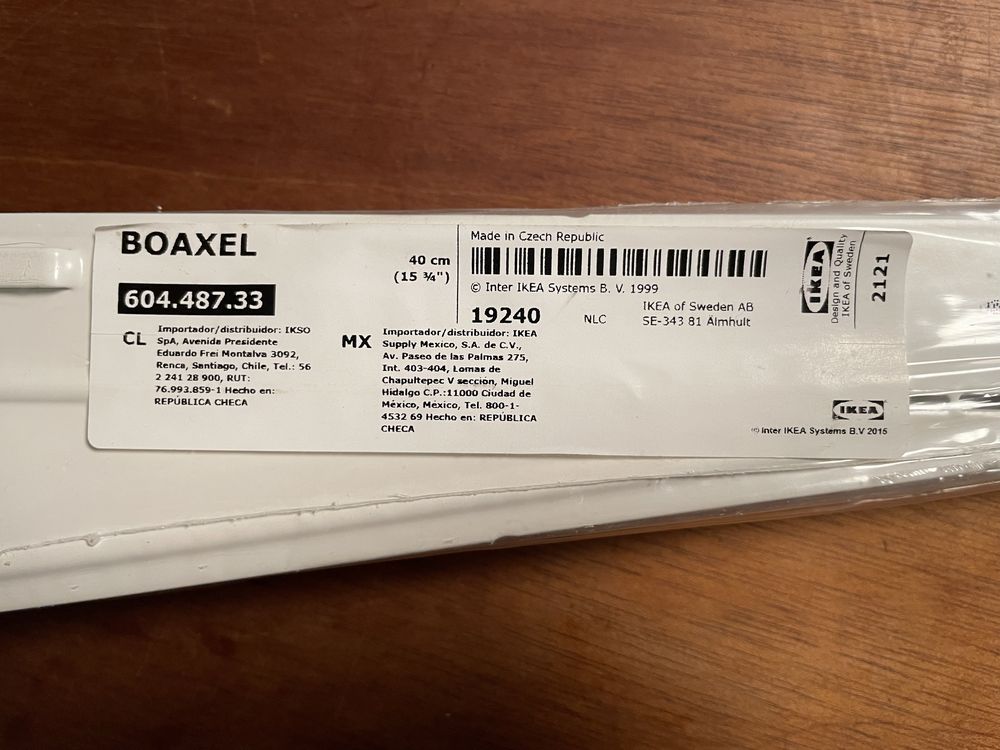 BOAXEL
604.487.33
40 cm
(15 ¾")
Made in Czech Republic
© Inter IKEA Systems B. V. 1999
19240
NLC
IKEA of Sweden AB
SE-343 81 Älmhult
IKEA
Design and Quality
IKEA of Sweden
2121
CL
Importador/distribuidor: IKSO
SpA, Avenida Presidente
Eduardo Frei Montalva 3092,
Renca, Santiago, Chile, Tel.: 56
2 241 28 900, RUT:
76.993.859-1 Hecho en:
REPÚBLICA CHECA
MX
Importador/distribuidor: IKEA
Supply Mexico, S.A. de C.V.,
Av. Paseo de las Palmas 275,
Int. 403-404, Lomas de
Chapultepec V sección, Miguel
Hidalgo C.P.:11000 Ciudad de
México, México, Tel. 800-1-
4532 69 Hecho en: REPÚBLICA
CHECA
IKEA
© Inter IKEA Systems B.V 2015